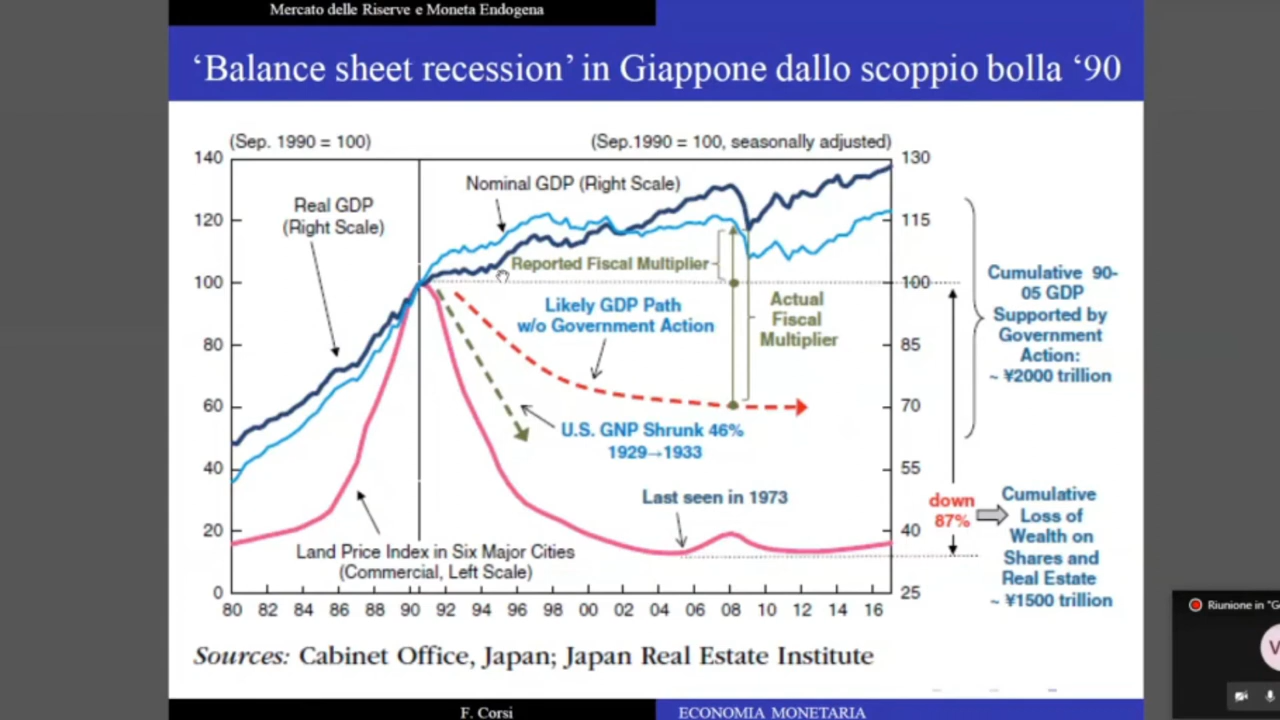 Mercato delle Riserve e Moneta Endogena
‘Balance sheet recession’ in Giappone dallo scoppio bolla ‘90
(Sep. 1990 = 100)
(Sep.1990 = 100, seasonally adjusted)
140
120
100
80
60
40
20
0
130
115
100
85
70
55
40
25
Nominal GDP (Right Scale)
Real GDP
(Right Scale)
Reported Fiscal Multiplier
Likely GDP Path
w/o Government Action
Actual
Fiscal
Multiplier
U.S. GNP Shrunk 46%
1929→1933
Last seen in 1973
Land Price Index in Six Major Cities
(Commercial, Left Scale)
Cumulative 90-
05 GDP
Supported by
Government
Action:
~ ¥2000 trillion
down
87%
Cumulative
Loss of
Wealth on
Shares and
Real Estate
~ ¥1500 trillion
80 82 84 86 88 90 92 94 96 98 00 02 04 06 08 10 12 14 16
Sources: Cabinet Office, Japan; Japan Real Estate Institute
F. Corsi
ECONOMIA MONETARIA
Riunione in "G
V